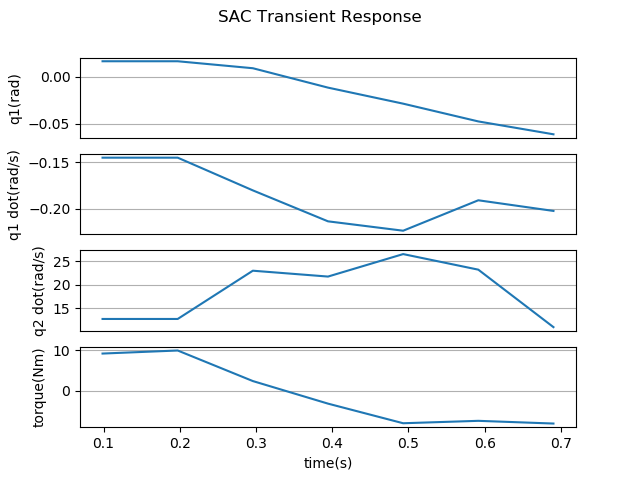 SAC Transient Response
q1(rad)
0.00
−0.05
q1 dot(rad/s)
−0.15
−0.20
q2 dot(rad/s)
25
20
15
torque(Nm)
10
0
0.1 0.2 0.3 0.4 0.5 0.6 0.7
time(s)